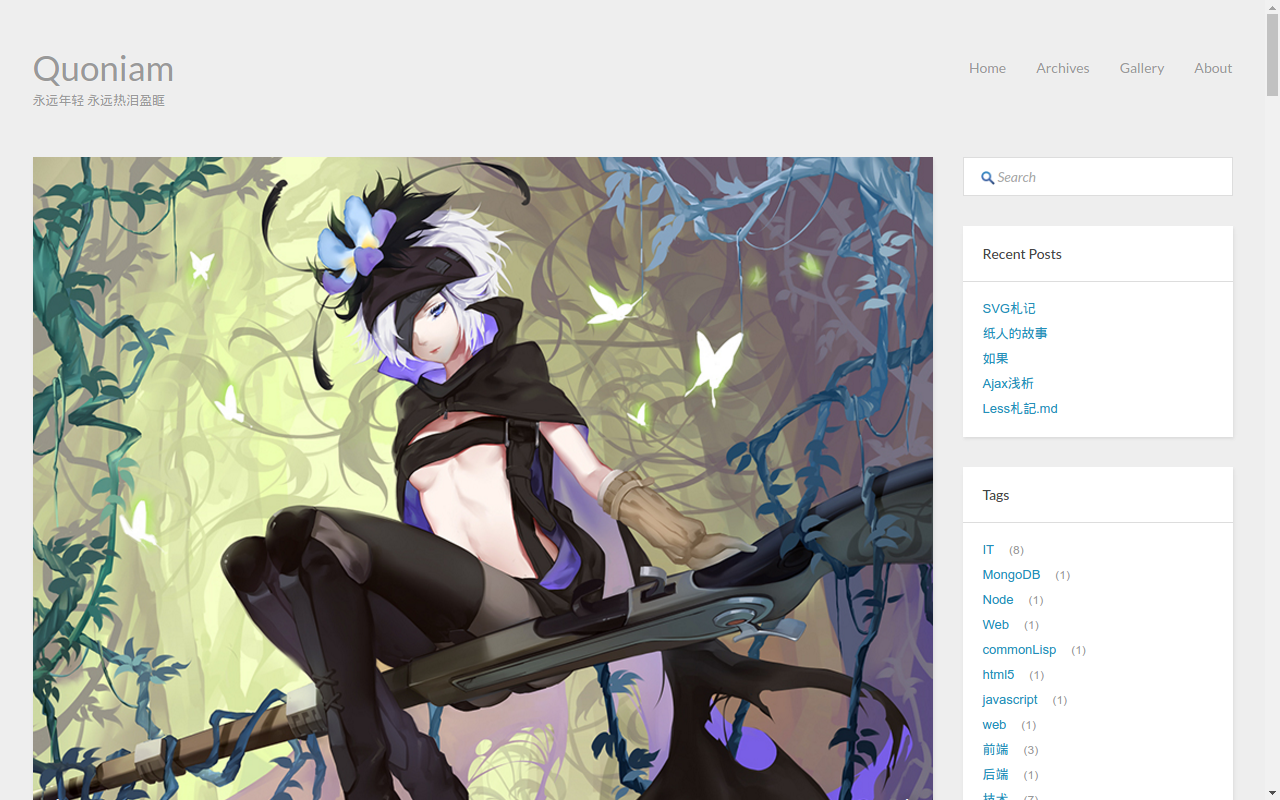 Quoniam
永远年轻 永远热泪盈眶
Home
Archives
Gallery
About
Search
Recent Posts
SVG札记
纸人的故事
如果
Ajax浅析
Less札記.md
Tags
IT (8)
MongoDB (1)
Node (1)
Web (1)
commonLisp (1)
html5 (1)
javascript (1)
web (1)
前端 (3)
后端 (1)
技术 (7)